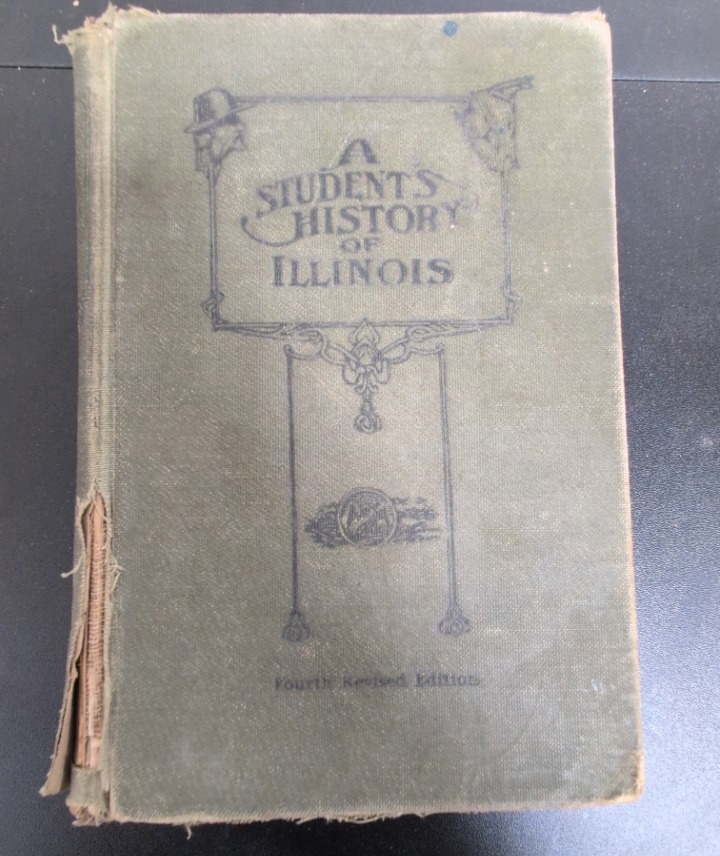 A
STUDENT'S
HISTORY
OF
ILLINOIS
Fourth Revised Edition